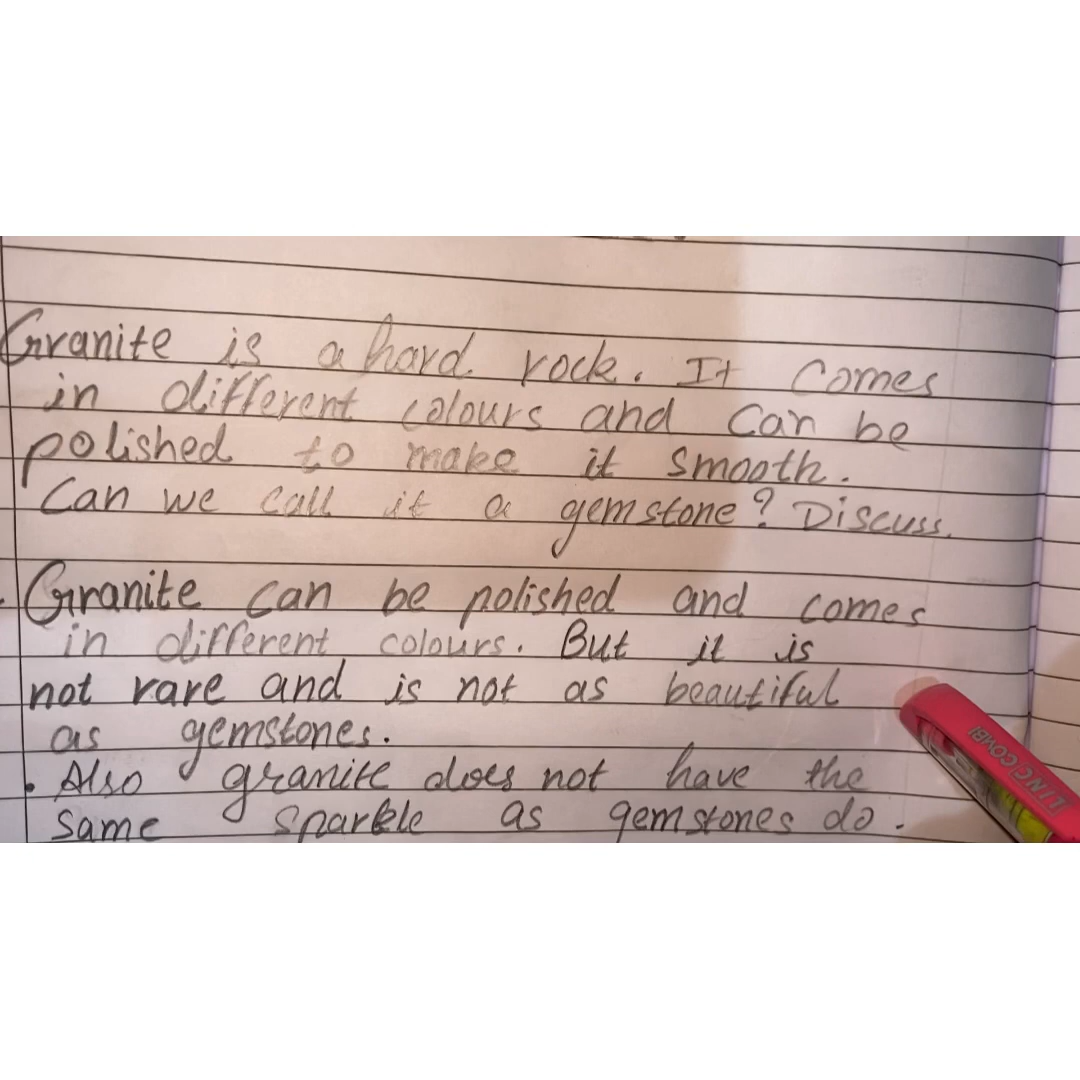 Granite is a hard rock. It comes
in different colours and can be
polished to make it smooth.
Can we call it a gemstone? Discuss.
. Granite can be polished and comes
in different colours. But it is
not rare and is not as beautiful
as gemstones.
. Also granite does not have the
same sparkle as gemstones do.
LINC COMBI